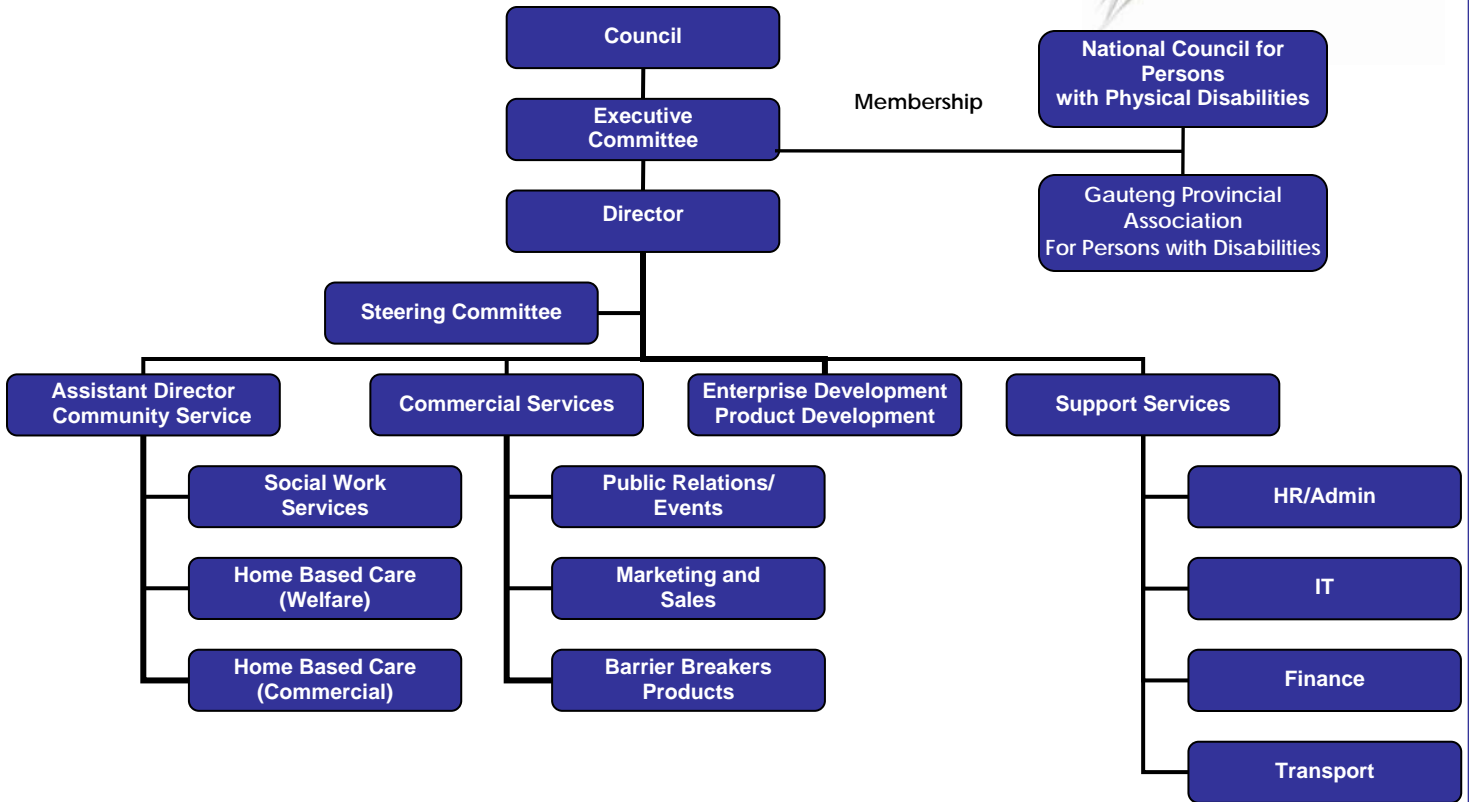 Council
National Council for
Persons
with Physical Disabilities
Membership
Executive
Committee
Gauteng Provincial
Association
For Persons with Disabilities
Director
Steering Committee
Assistant Director
Community Service
Commercial Services
Enterprise Development
Product Development
Support Services
Social Work
Services
Public Relations/
Events
HR/Admin
Home Based Care
(Welfare)
Marketing and
Sales
IT
Home Based Care
(Commercial)
Barrier Breakers
Products
Finance
Transport